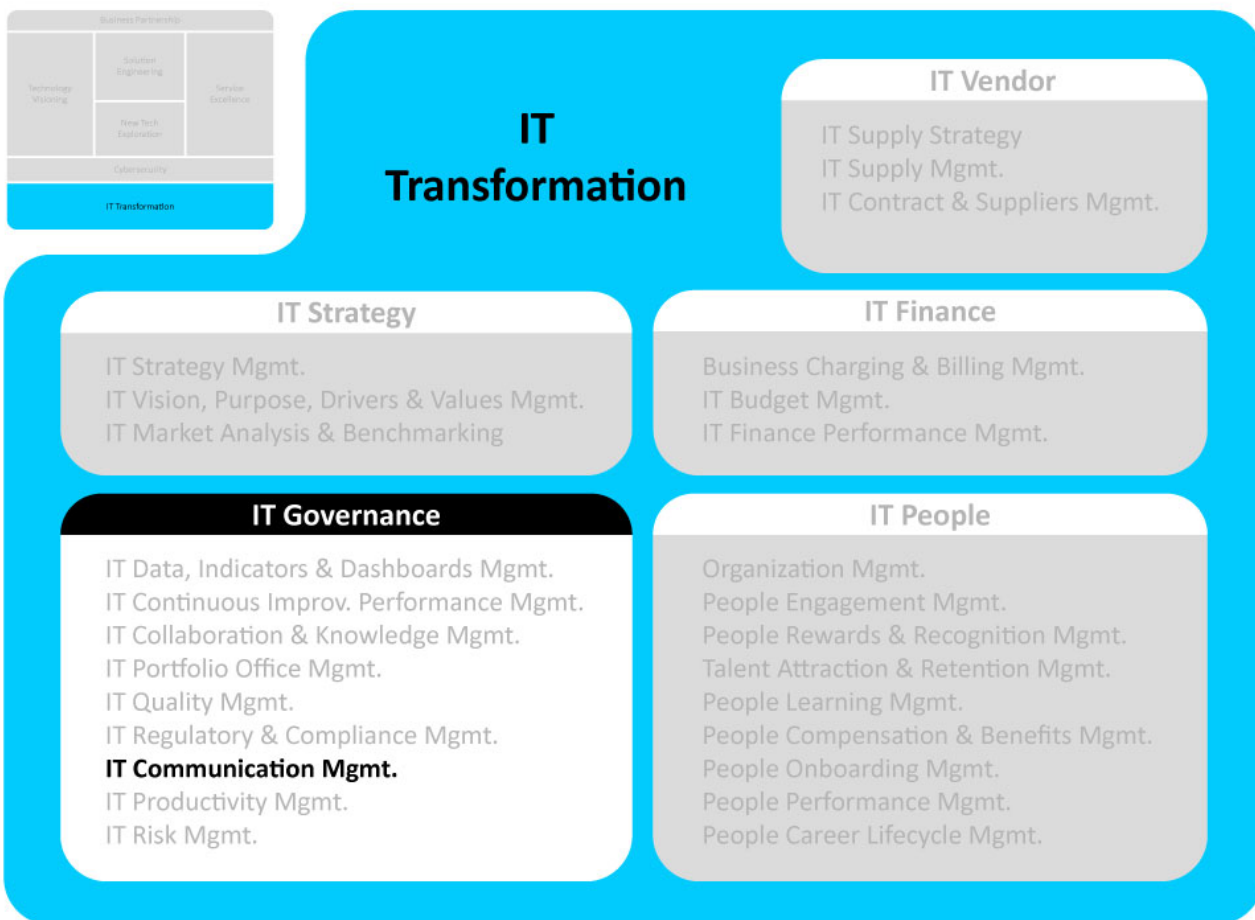 Business Partnership
Technology
Visioning
Solution
Engineering
New Tech
Exploration
Service
Excellence
Cybersecurity
IT Transformation
IT
Transformation
IT Vendor
IT Supply Strategy
IT Supply Mgmt.
IT Contract & Suppliers Mgmt.
IT Strategy
IT Strategy Mgmt.
IT Vision, Purpose, Drivers & Values Mgmt.
IT Market Analysis & Benchmarking
IT Finance
Business Charging & Billing Mgmt.
IT Budget Mgmt.
IT Finance Performance Mgmt.
IT Governance
IT Data, Indicators & Dashboards Mgmt.
IT Continuous Improv. Performance Mgmt.
IT Collaboration & Knowledge Mgmt.
IT Portfolio Office Mgmt.
IT Quality Mgmt.
IT Regulatory & Compliance Mgmt.
IT Communication Mgmt.
IT Productivity Mgmt.
IT Risk Mgmt.
IT People
Organization Mgmt.
People Engagement Mgmt.
People Rewards & Recognition Mgmt.
Talent Attraction & Retention Mgmt.
People Learning Mgmt.
People Compensation & Benefits Mgmt.
People Onboarding Mgmt.
People Performance Mgmt.
People Career Lifecycle Mgmt.